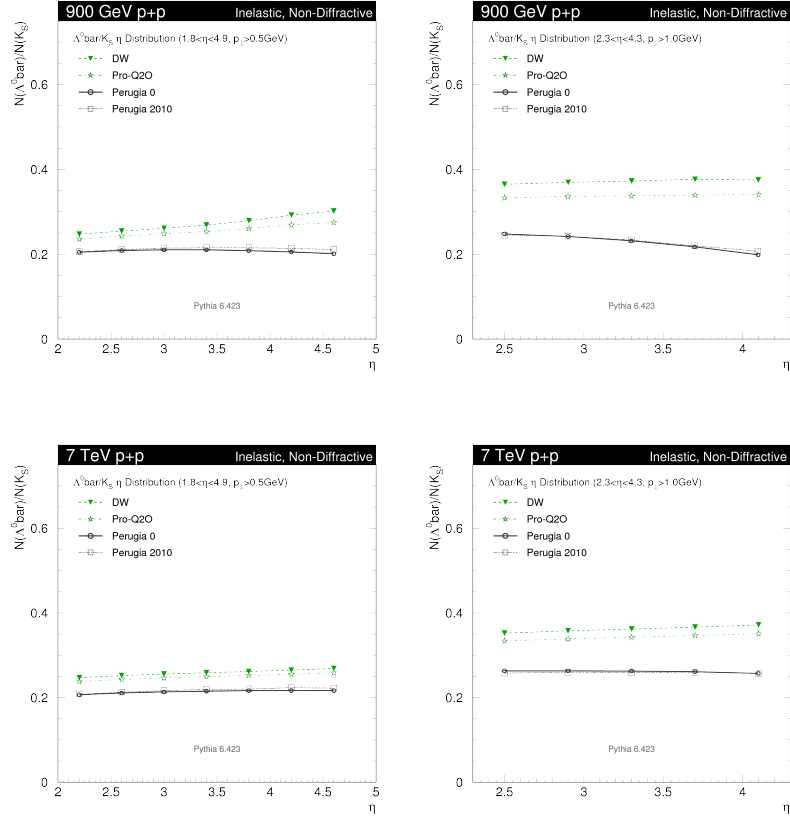 900 GeV p+p Inelastic, Non-Diffractive
Λ⁰bar/K_S η Distribution (1.8<η<4.9, p⊥>0.5GeV)
N(Λ⁰bar)/N(K_S)
DW
Pro-Q2O
Perugia 0
Perugia 2010
0.6
0.4
0.2
0
Pythia 6.423
2 2.5 3 3.5 4 4.5 5
η
900 GeV p+p Inelastic, Non-Diffractive
Λ⁰bar/K_S η Distribution (2.3<η<4.3, p⊥>1.0GeV)
N(Λ⁰bar)/N(K_S)
DW
Pro-Q2O
Perugia 0
Perugia 2010
0.6
0.4
0.2
0
Pythia 6.423
2.5 3 3.5 4
η
7 TeV p+p Inelastic, Non-Diffractive
Λ⁰bar/K_S η Distribution (1.8<η<4.9, p⊥>0.5GeV)
N(Λ⁰bar)/N(K_S)
DW
Pro-Q2O
Perugia 0
Perugia 2010
0.6
0.4
0.2
0
Pythia 6.423
2 2.5 3 3.5 4 4.5 5
η
7 TeV p+p Inelastic, Non-Diffractive
Λ⁰bar/K_S η Distribution (2.3<η<4.3, p⊥>1.0GeV)
N(Λ⁰bar)/N(K_S)
DW
Pro-Q2O
Perugia 0
Perugia 2010
0.6
0.4
0.2
0
Pythia 6.423
2.5 3 3.5 4
η